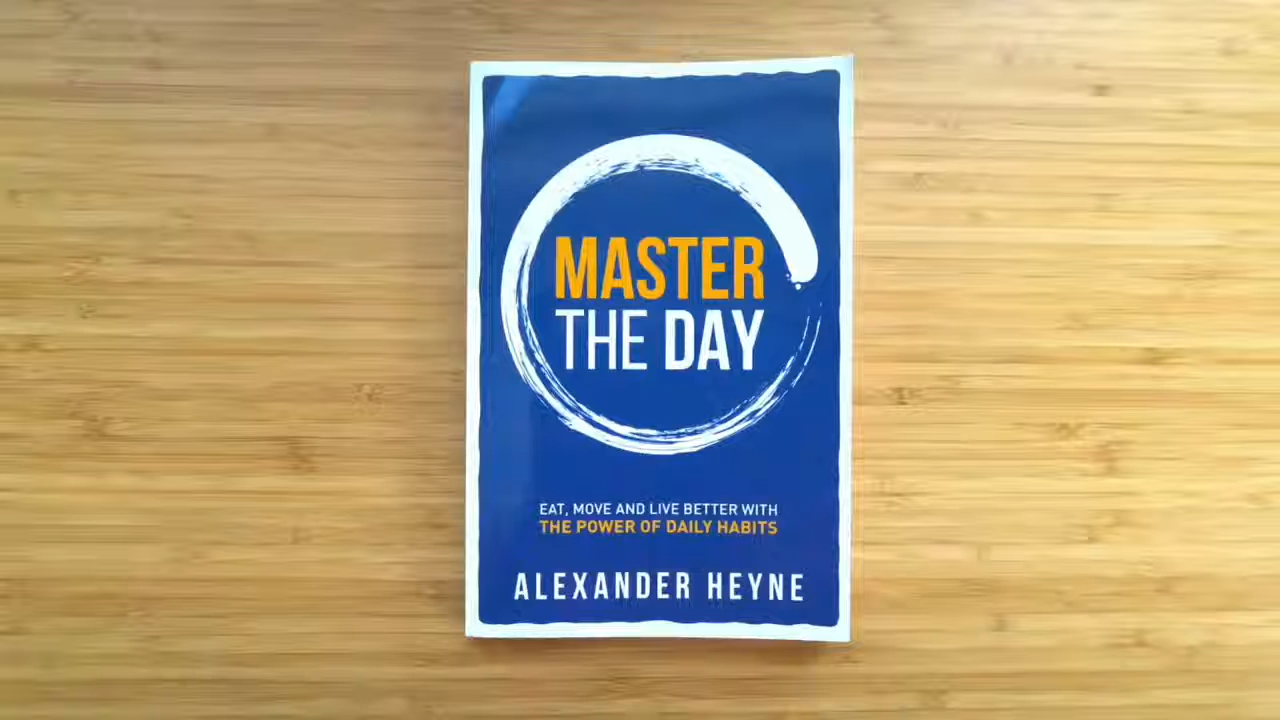 MASTER
THE DAY
EAT, MOVE AND LIVE BETTER WITH
THE POWER OF DAILY HABITS
ALEXANDER HEYNE